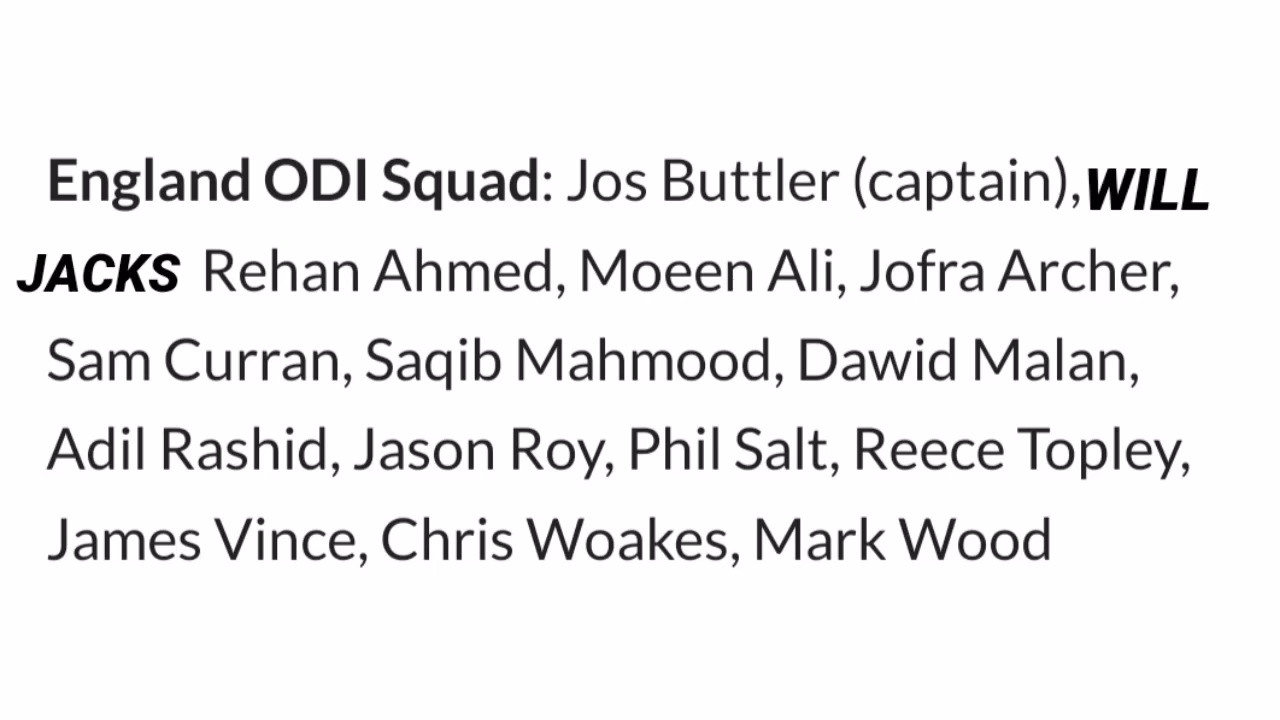 England ODI Squad: Jos Buttler (captain),WILL
JACKS Rehan Ahmed, Moeen Ali, Jofra Archer,
Sam Curran, Saqib Mahmood, Dawid Malan,
Adil Rashid, Jason Roy, Phil Salt, Reece Topley,
James Vince, Chris Woakes, Mark Wood